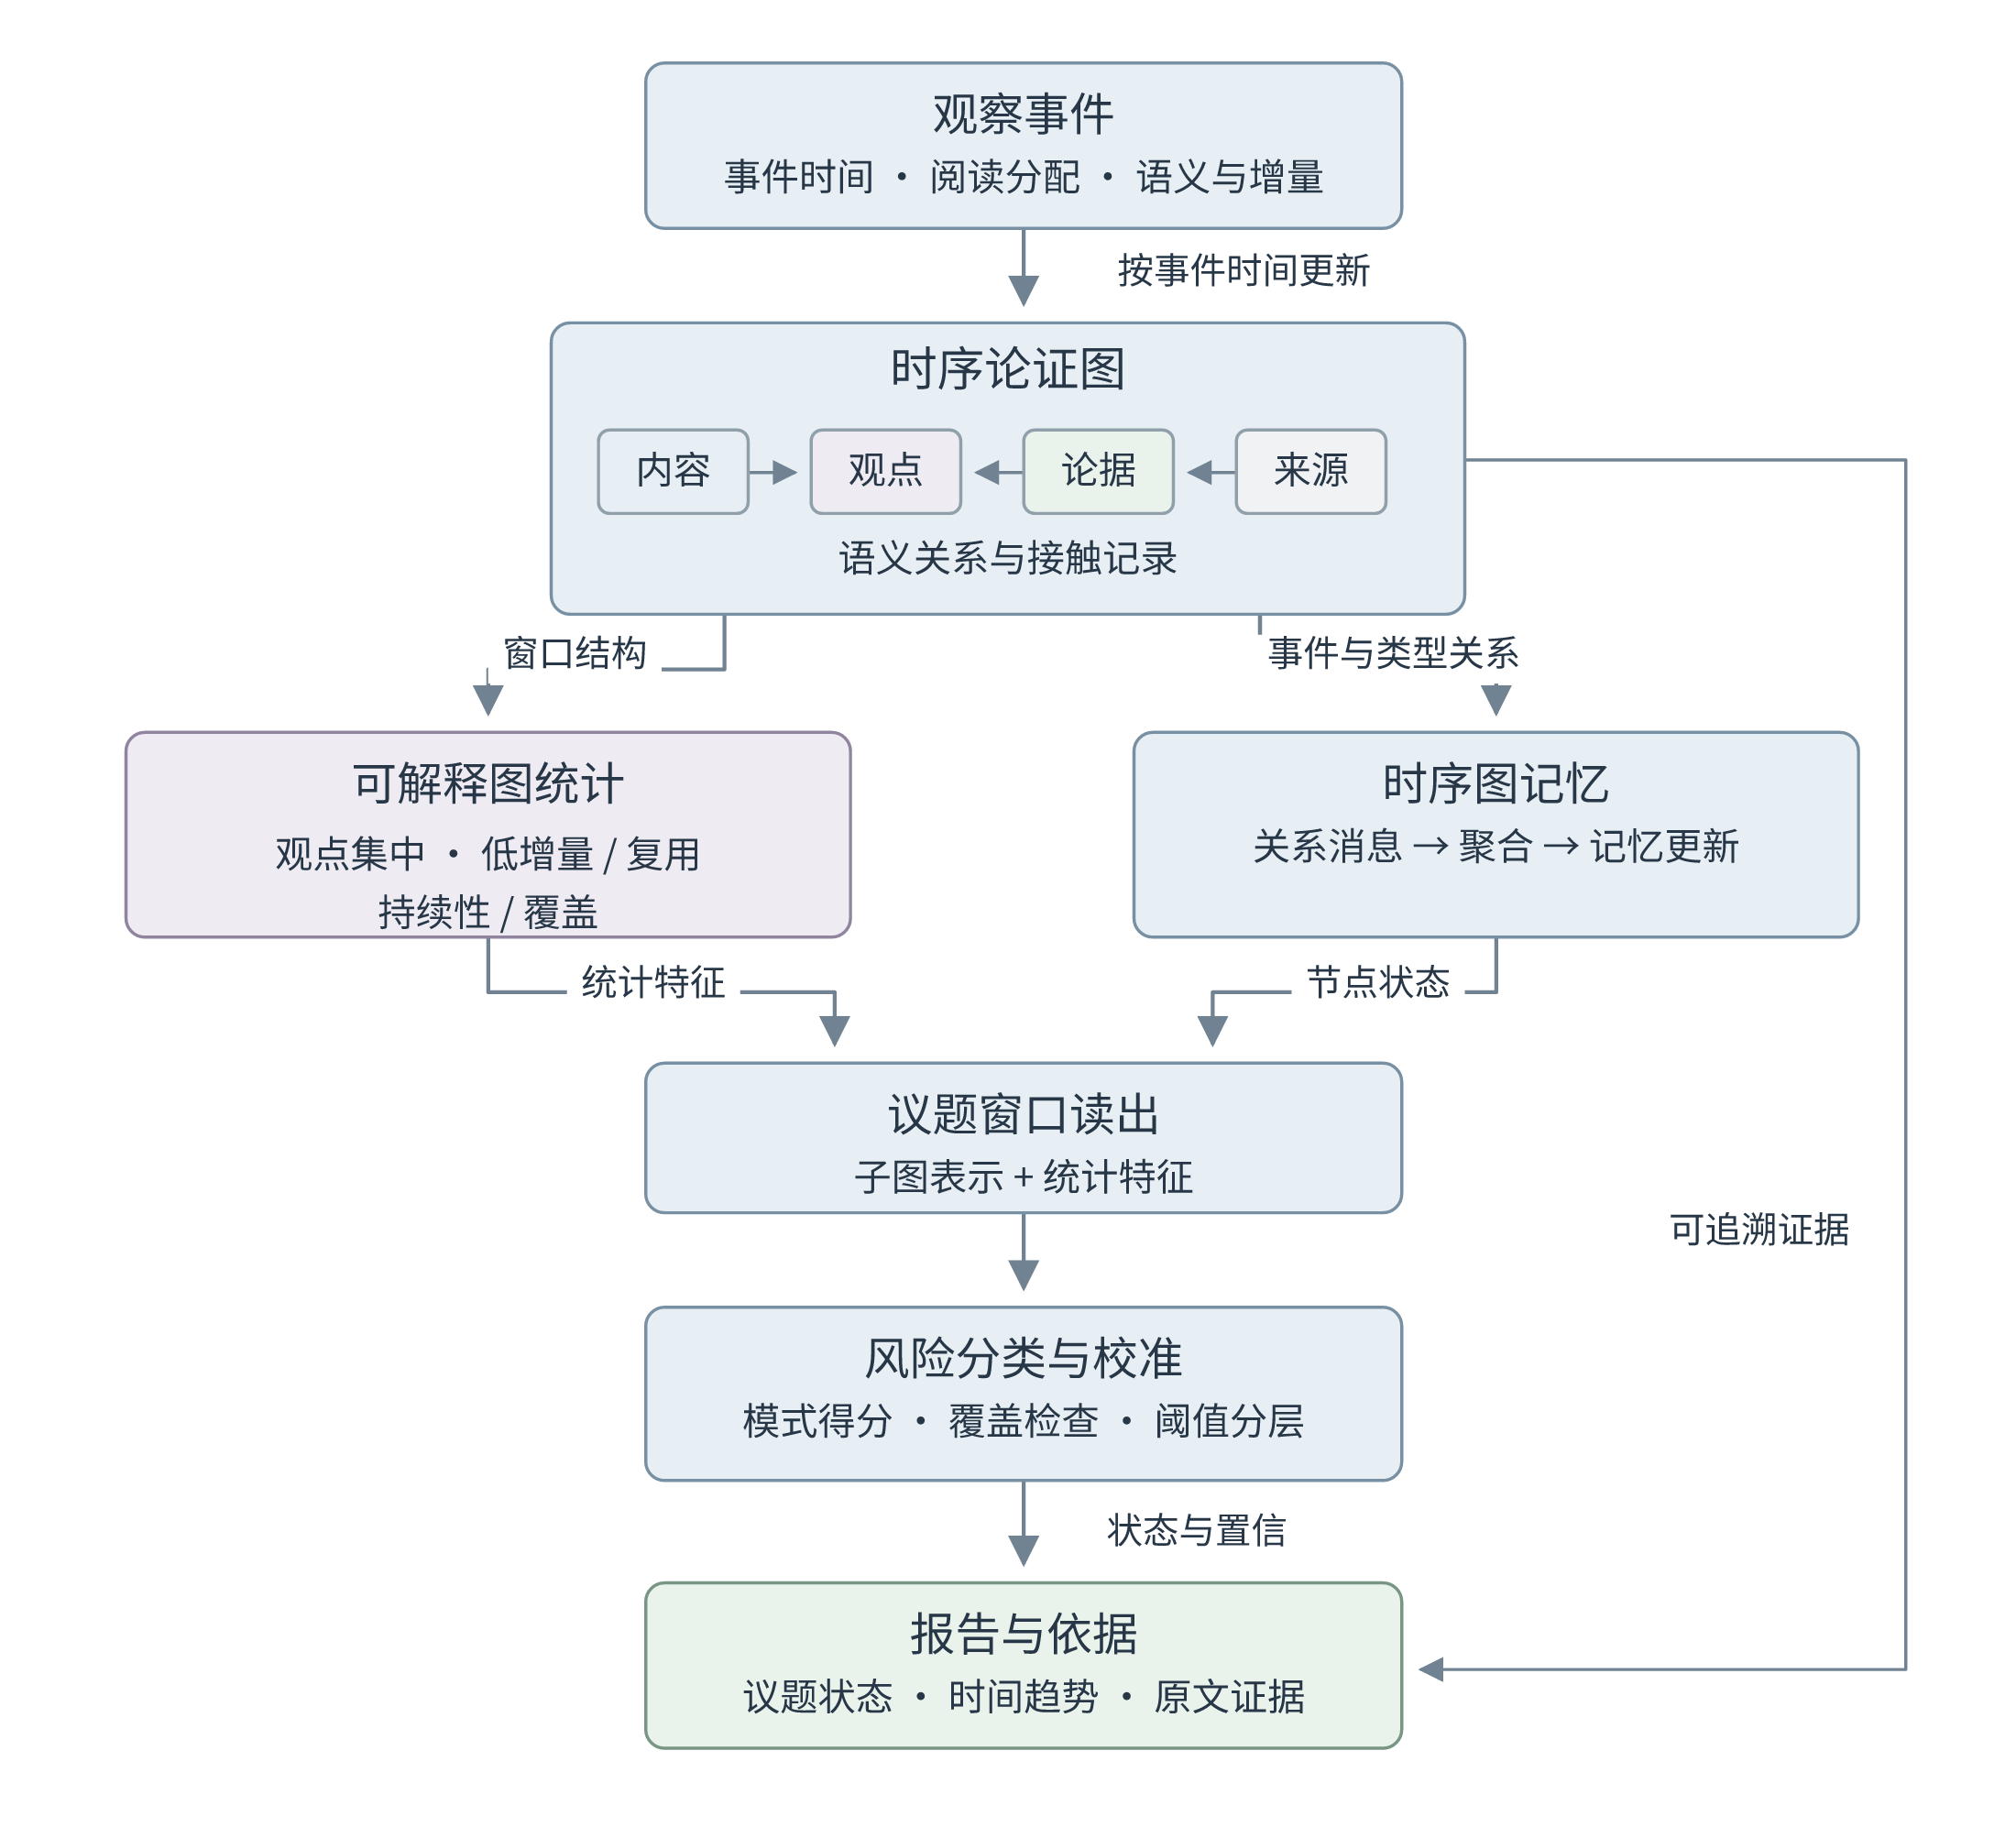 观察事件
事件时间 · 阅读分配 · 语义与增量
按事件时间更新
时序论证图
内容
观点
论据
来源
语义关系与接触记录
窗口结构
事件与类型关系
可解释图统计
观点集中 · 低增量 / 复用
持续性 / 覆盖
时序图记忆
关系消息 → 聚合 → 记忆更新
统计特征
节点状态
议题窗口读出
子图表示 + 统计特征
可追溯证据
风险分类与校准
模式得分 · 覆盖检查 · 阈值分层
状态与置信
报告与依据
议题状态 · 时间趋势 · 原文证据